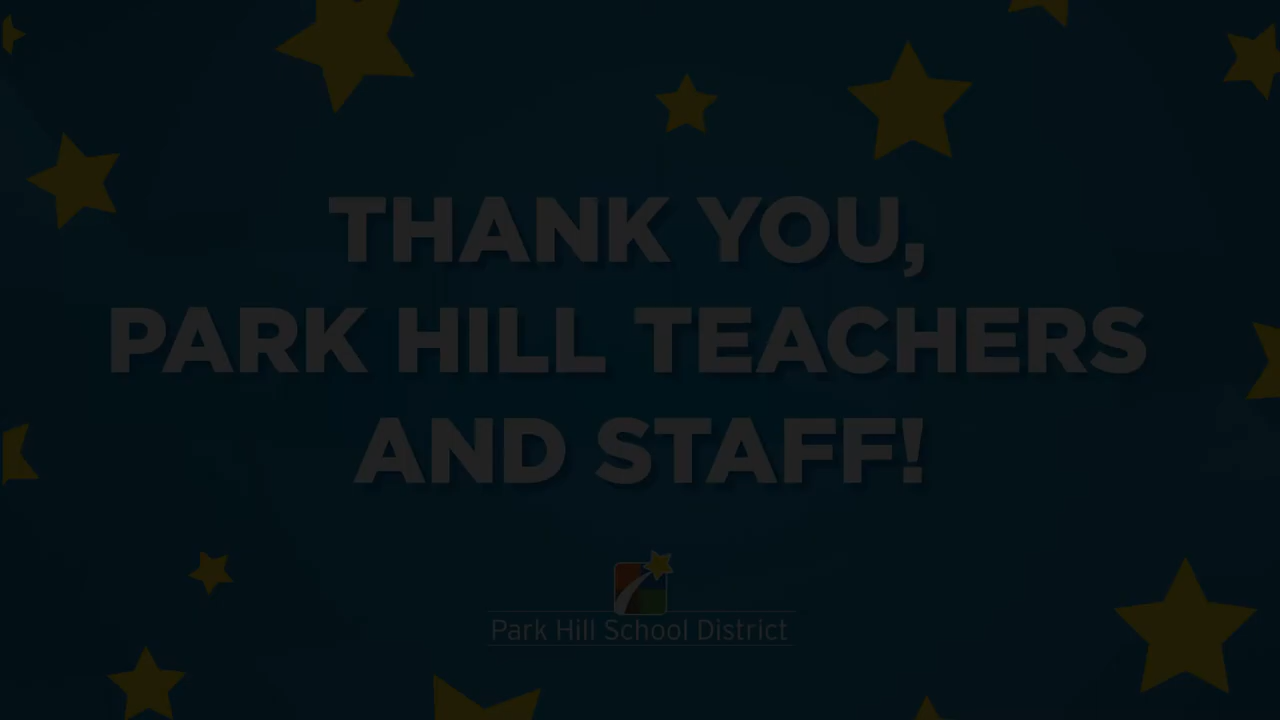 THANK YOU,
PARK HILL TEACHERS
AND STAFF!
Park Hill School District